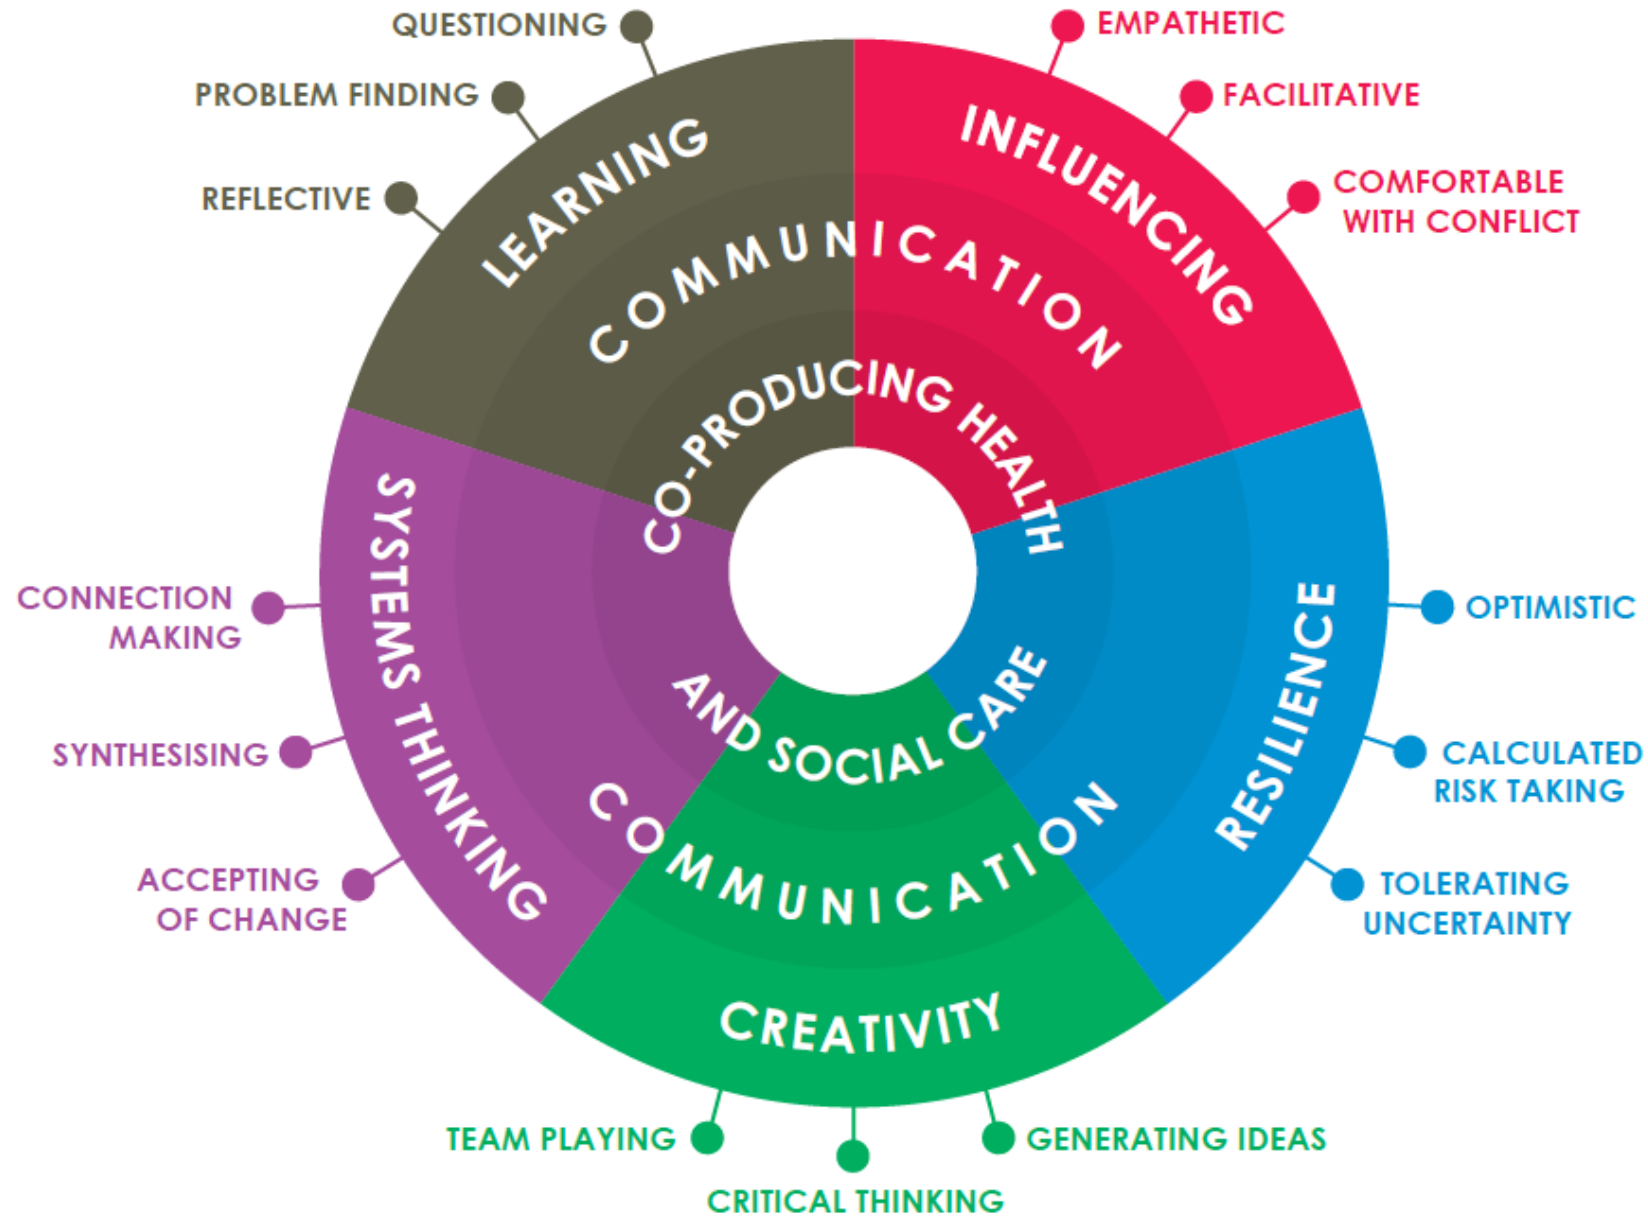 QUESTIONING
PROBLEM FINDING
REFLECTIVE
LEARNING
EMPATHETIC
FACILITATIVE
COMFORTABLE
WITH CONFLICT
INFLUENCING
COMMUNICATION
CO-PRODUCING HEALTH
AND SOCIAL CARE
COMMUNICATION
SYSTEMS THINKING
CONNECTION
MAKING
SYNTHESISING
ACCEPTING
OF CHANGE
RESILIENCE
OPTIMISTIC
CALCULATED
RISK TAKING
TOLERATING
UNCERTAINTY
CREATIVITY
TEAM PLAYING
CRITICAL THINKING
GENERATING IDEAS